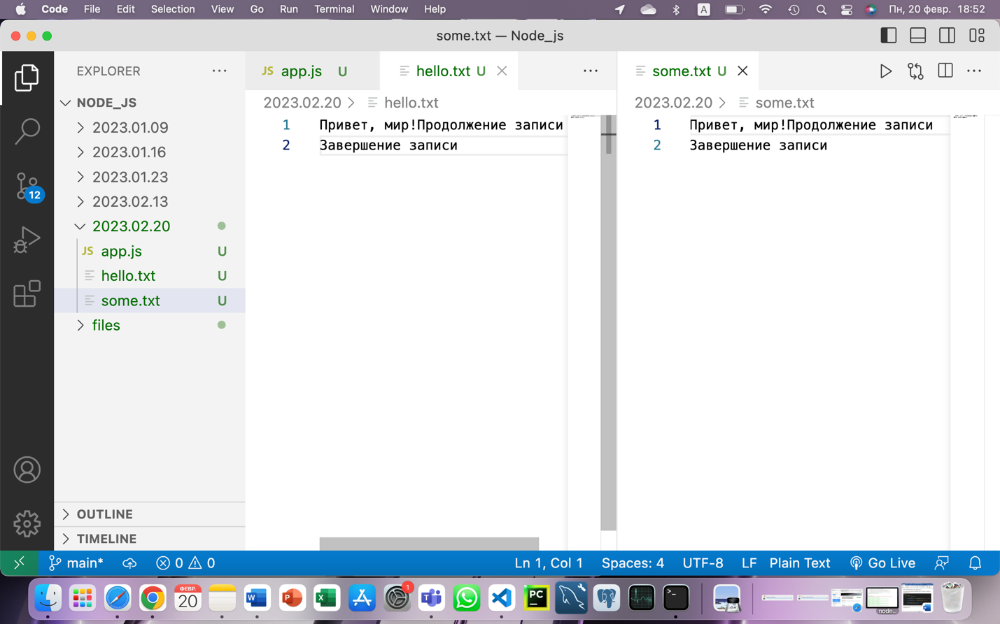 Code File Edit Selection View Go Run Terminal Window Help A Пн, 20 февр. 18:52
some.txt — Node_js
EXPLORER
NODE_JS
2023.01.09
2023.01.16
2023.01.23
2023.02.13
2023.02.20
JS app.js U
hello.txt U
some.txt U
files
OUTLINE
TIMELINE
12
JS app.js U hello.txt U
2023.02.20 hello.txt
1 Привет, мир!Продолжение записи
2 Завершение записи
some.txt U
2023.02.20 some.txt
1 Привет, мир!Продолжение записи
2 Завершение записи
main* 0 0 Ln 1, Col 1 Spaces: 4 UTF-8 LF Plain Text Go Live
ФЕВР.
20
W P X 1 T PC >_ node...